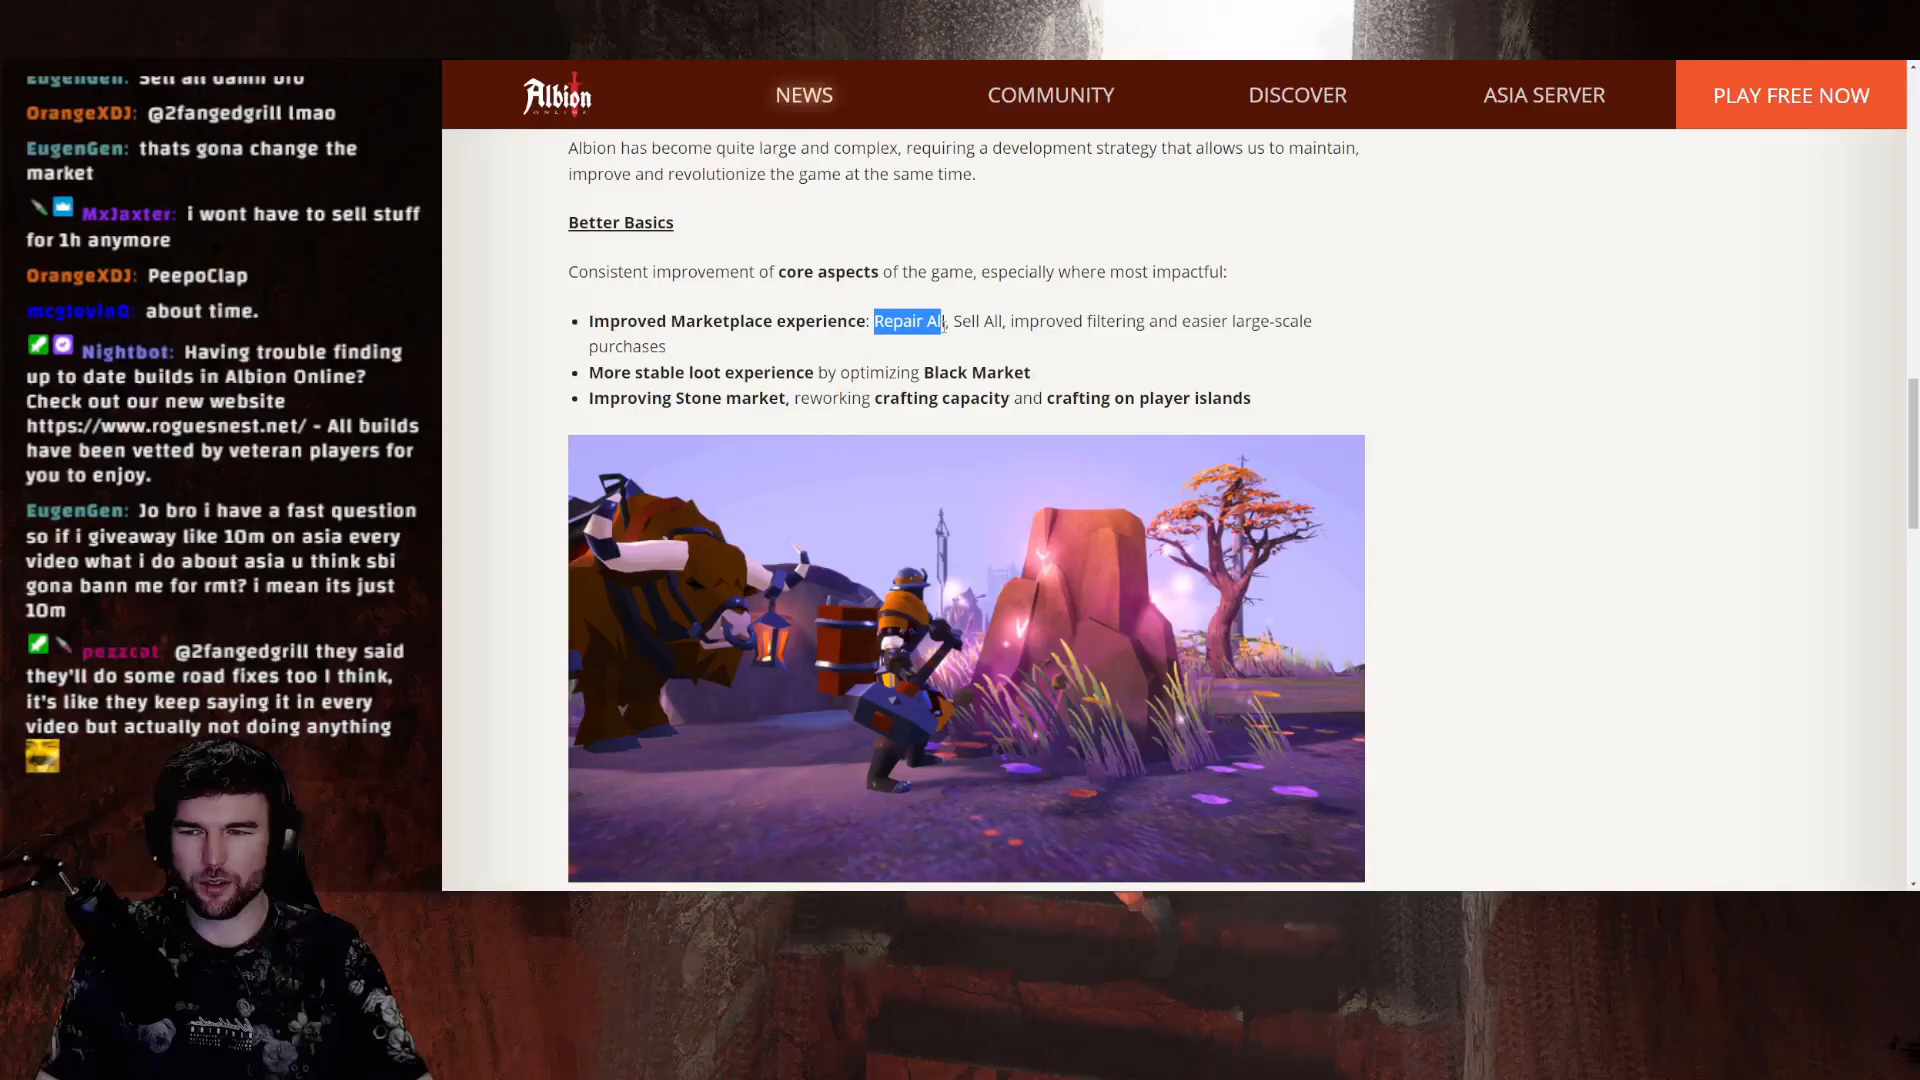 EugenGen: Sell all damn bro
OrangeXDJ: @2fangedgrill lmao
EugenGen: thats gona change the
market
MxJaxter: i wont have to sell stuff
for 1h anymore
OrangeXDJ: PeepoClap
mcglovin0: about time.
Nightbot: Having trouble finding
up to date builds in Albion Online?
Check out our new website
https://www.roguesnest.net/ - All builds
have been vetted by veteran players for
you to enjoy.
EugenGen: Jo bro i have a fast question
so if i giveaway like 10m on asia every
video what i do about asia u think sbi
gona bann me for rmt? i mean its just
10m
pezzcat: @2fangedgrill they said
they'll do some road fixes too I think,
it's like they keep saying it in every
video but actually not doing anything
Albion
ONLINE
NEWS
COMMUNITY
DISCOVER
ASIA SERVER
PLAY FREE NOW
Albion has become quite large and complex, requiring a development strategy that allows us to maintain,
improve and revolutionize the game at the same time.
Better Basics
Consistent improvement of core aspects of the game, especially where most impactful:
• Improved Marketplace experience: Repair All, Sell All, improved filtering and easier large-scale
purchases
• More stable loot experience by optimizing Black Market
• Improving Stone market, reworking crafting capacity and crafting on player islands